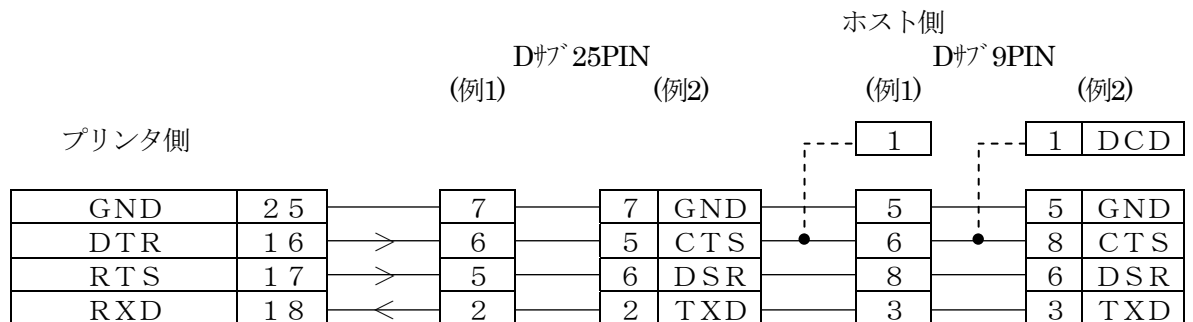 ホスト側
Dｻﾌﾞ25PIN Dｻﾌﾞ9PIN
(例1) (例2) (例1) (例2)
プリンタ側 1 1 DCD
GND 25 7 7 GND 5 5 GND
DTR 16 6 5 CTS 6 8 CTS
RTS 17 5 6 DSR 8 6 DSR
RXD 18 2 2 TXD 3 3 TXD